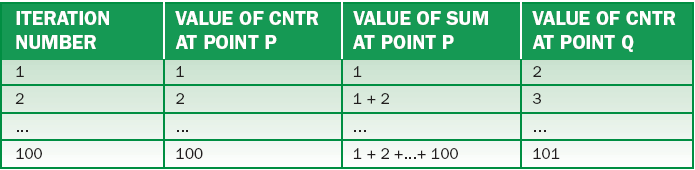 ITERATION NUMBER VALUE OF CNTR AT POINT P VALUE OF SUM AT POINT P VALUE OF CNTR AT POINT Q
1 1 1 2
2 2 1 + 2 3
... ... ... ...
100 100 1 + 2 +...+ 100 101